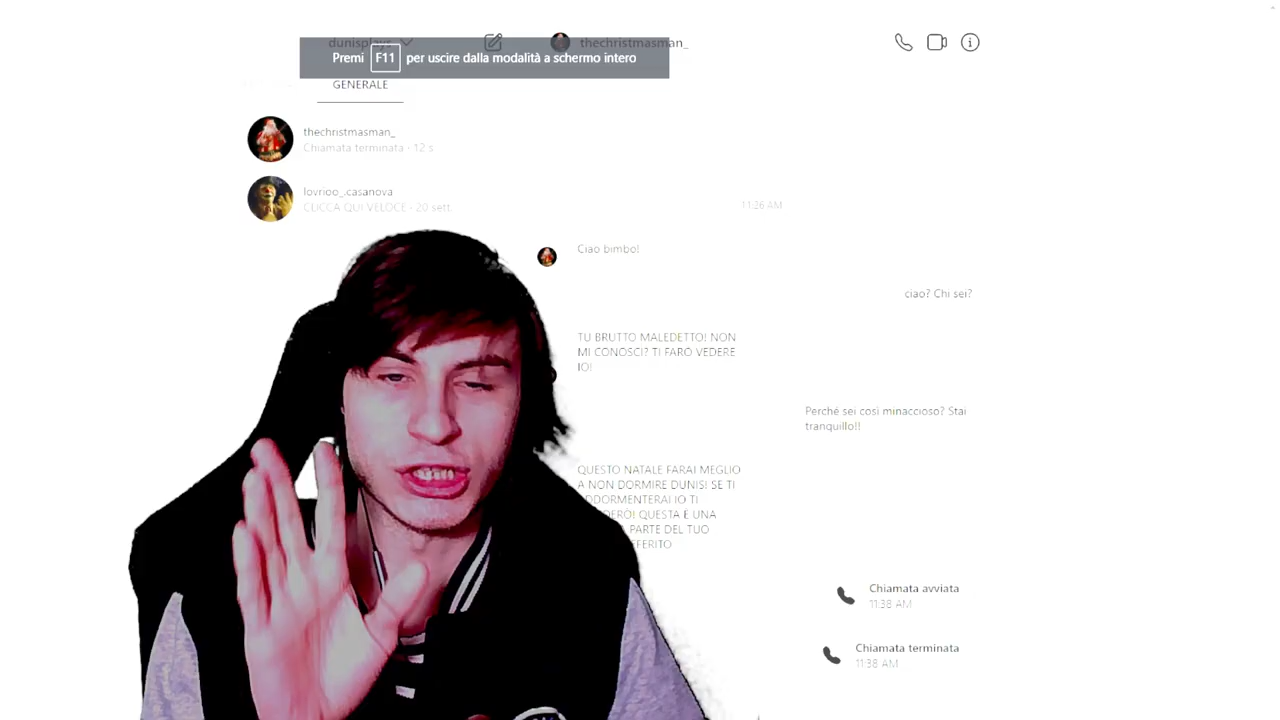 dunisplays
thechristmasman_
Premi F11 per uscire dalla modalità a schermo intero
GENERALE
thechristmasman_
Chiamata terminata · 12 s
lovrioo_.casanova
CLICCA QUI VELOCE · 20 sett
11:26 AM
Ciao bimbo!
ciao? Chi sei?
TU BRUTTO MALEDETTO! NON
MI CONOSCI? TI FARÒ VEDERE
IO!
Perché sei così minaccioso? Stai
tranquillo!!
QUESTO NATALE FARAI MEGLIO
A NON DORMIRE DUNIS! SE TI
DDORMENTERAI IO TI
QUESTA È UNA
PARTE DEL TUO
Chiamata avviata
11:38 AM
Chiamata terminata
11:38 AM